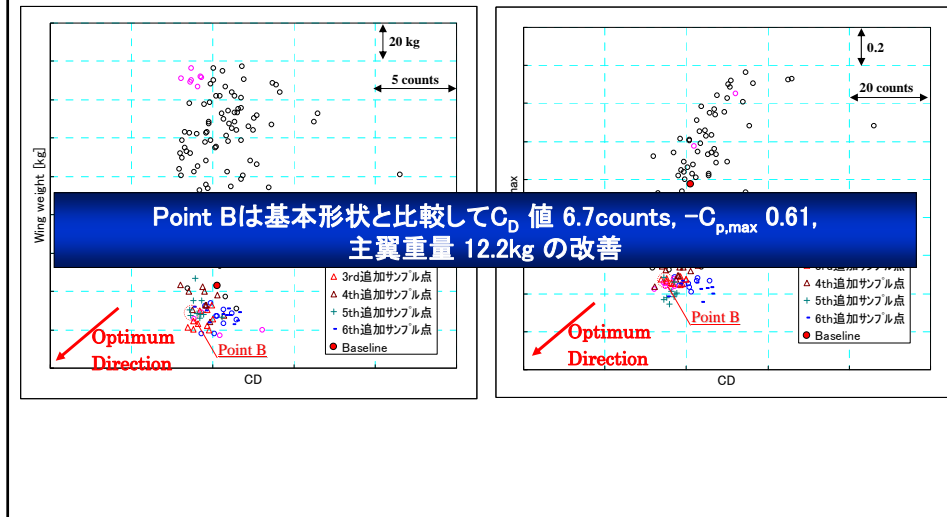 20 kg
5 counts
Wing weight [kg]
3rd追加サンプル点
4th追加サンプル点
5th追加サンプル点
6th追加サンプル点
Baseline
Point B
Optimum
Direction
CD
0.2
20 counts
max
4th追加サンプル点
5th追加サンプル点
6th追加サンプル点
Baseline
Point B
Optimum
Direction
CD
Point Bは基本形状と比較してCD 値 6.7counts, −Cp,max 0.61,
主翼重量 12.2kg の改善